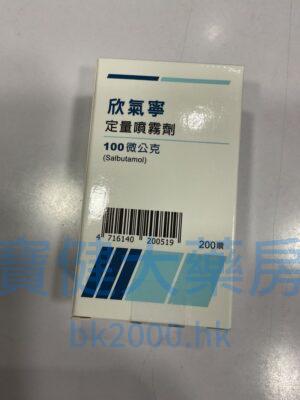 欣氣寧
定量噴霧劑
100微公克
(Salbutamol)
4 716140 200519
200噴
寶健大藥房
bk2000.hk